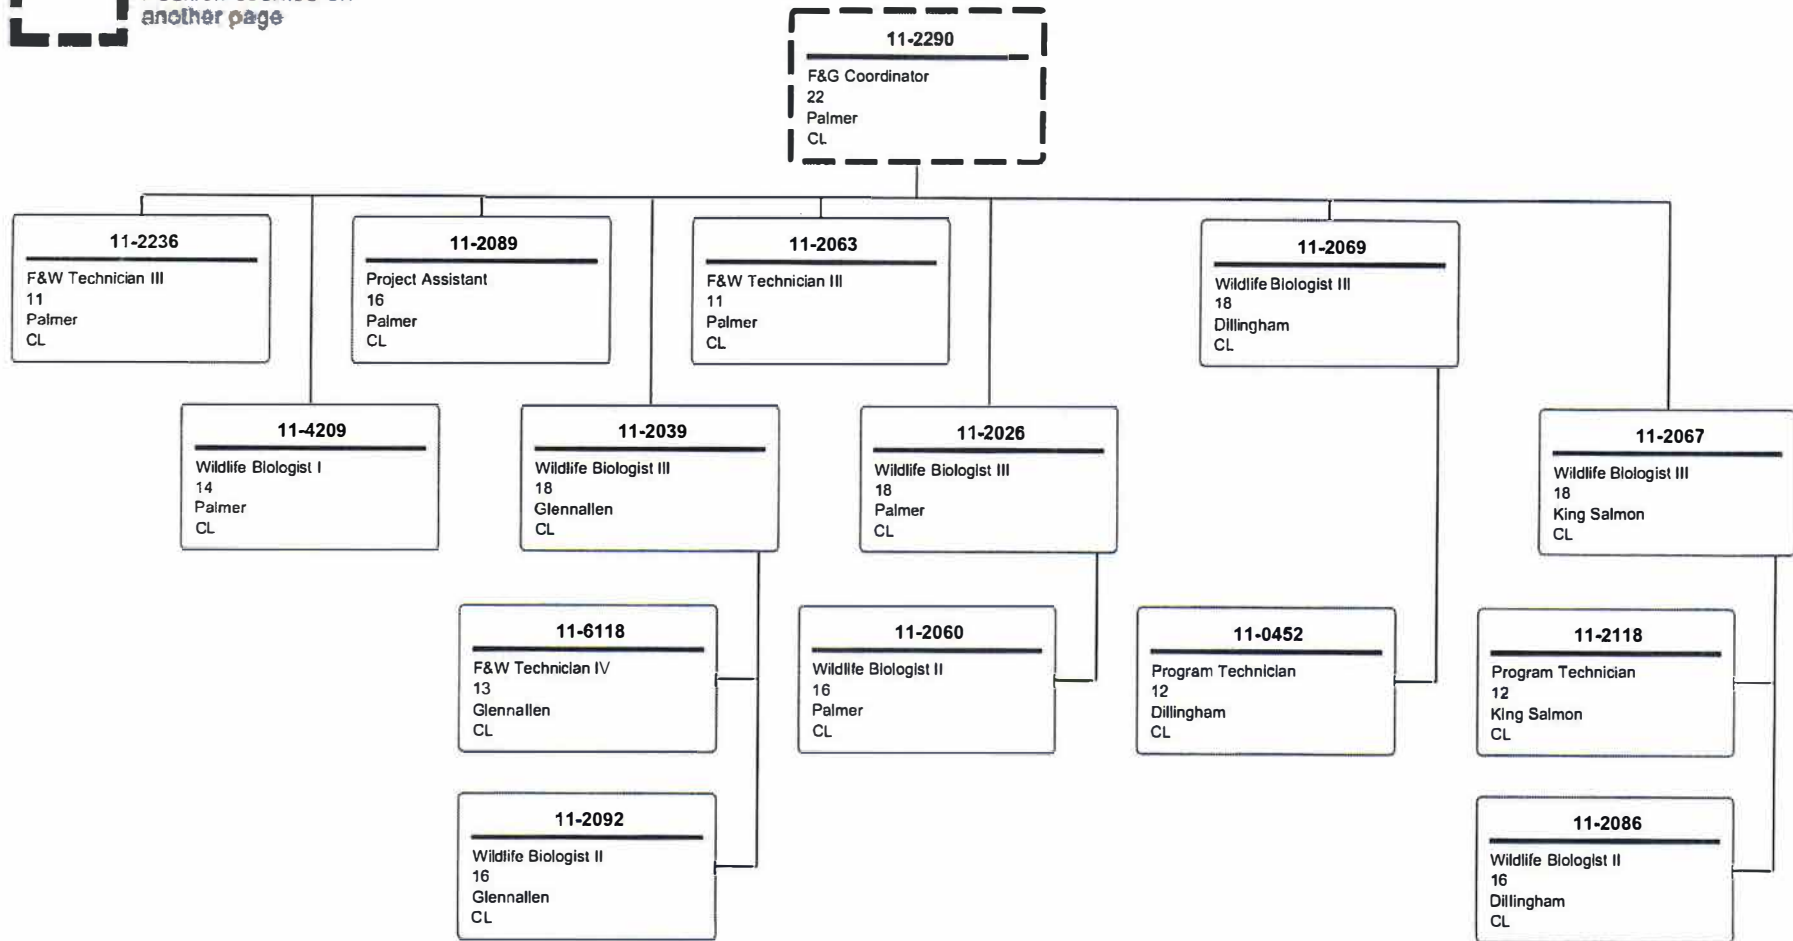 another page
11-2290
F&G Coordinator
22
Palmer
CL
11-2236
F&W Technician III
11
Palmer
CL
11-2089
Project Assistant
16
Palmer
CL
11-2063
F&W Technician III
11
Palmer
CL
11-2069
Wildlife Biologist III
18
Dillingham
CL
11-4209
Wildlife Biologist I
14
Palmer
CL
11-2039
Wildlife Biologist III
18
Glennallen
CL
11-2026
Wildlife Biologist III
18
Palmer
CL
11-2067
Wildlife Biologist III
18
King Salmon
CL
11-6118
F&W Technician IV
13
Glennallen
CL
11-2060
Wildlife Biologist II
16
Palmer
CL
11-0452
Program Technician
12
Dillingham
CL
11-2118
Program Technician
12
King Salmon
CL
11-2092
Wildlife Biologist II
16
Glennallen
CL
11-2086
Wildlife Biologist II
16
Dillingham
CL